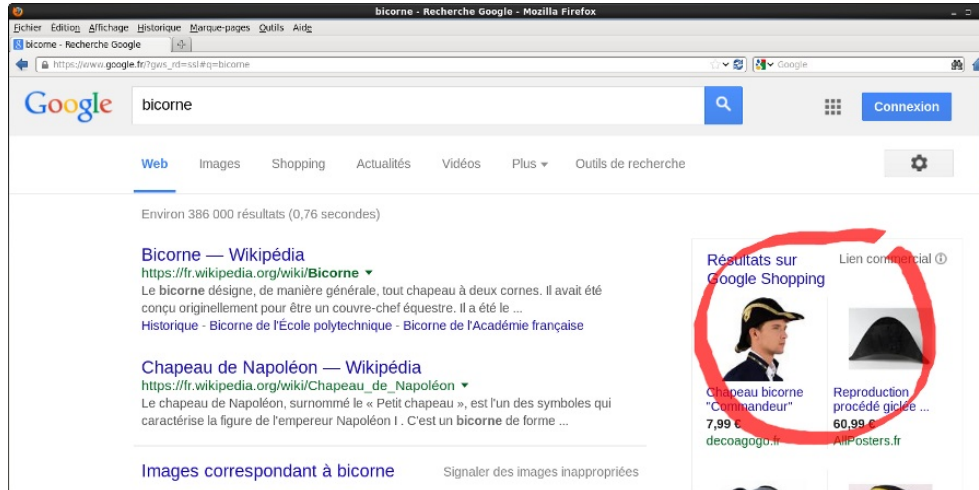 bicorne - Recherche Google - Mozilla Firefox
Fichier Édition Affichage Historique Marque-pages Outils Aide
bicorne - Recherche Google
https://www.google.fr/?gws_rd=ssl#q=bicorne
Google
Google
bicorne
Connexion
Web Images Shopping Actualités Vidéos Plus Outils de recherche
Environ 386 000 résultats (0,76 secondes)
Bicorne — Wikipédia
https://fr.wikipedia.org/wiki/Bicorne
Le bicorne désigne, de manière générale, tout chapeau à deux cornes. Il avait été
conçu originellement pour être un couvre-chef équestre. Il a été le ...
Historique - Bicorne de l'École polytechnique - Bicorne de l'Académie française
Chapeau de Napoléon — Wikipédia
https://fr.wikipedia.org/wiki/Chapeau_de_Napoléon
Le chapeau de Napoléon, surnommé le « Petit chapeau », est l'un des symboles qui
caractérise la figure de l'empereur Napoléon I . C'est un bicorne de forme ...
Images correspondant à bicorne Signaler des images inappropriées
Résultats sur
Google Shopping
Lien commercial
Chapeau bicorne
"Commandeur"
7,99 €
decoagogo.fr
Reproduction
procédé giclée ...
60,99 €
AllPosters.fr